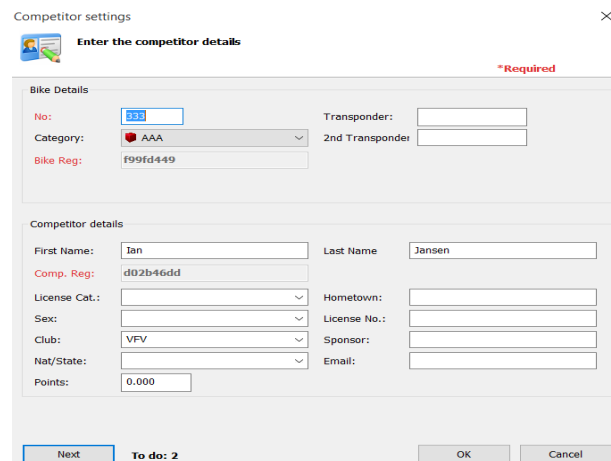 Competitor settings
Enter the competitor details
*Required
Bike Details
No: 333 Transponder:
Category: AAA 2nd Transponder
Bike Reg: f99fd449
Competitor details
First Name: Ian Last Name Jansen
Comp. Reg: d02b46dd
License Cat.: Hometown:
Sex: License No.:
Club: VFV Sponsor:
Nat/State: Email:
Points: 0.000
Next To do: 2 OK Cancel